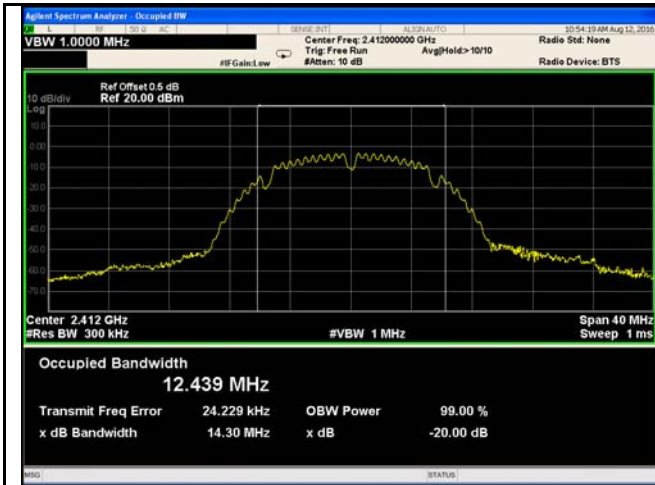 Agilent Spectrum Analyzer - Occupied BW
L RF 50 Ω AC SENSE:INT ALIGN AUTO 10:54:19 AM Aug 12, 2016
VBW 1.0000 MHz Center Freq: 2.412000000 GHz Radio Std: None
Trig: Free Run Avg|Hold:>10/10
#IFGain:Low #Atten: 10 dB Radio Device: BTS
Ref Offset 0.5 dB
10 dB/div Ref 20.00 dBm
Log
10.0
0.00
-10.0
-20.0
-30.0
-40.0
-50.0
-60.0
-70.0
Center 2.412 GHz Span 40 MHz
#Res BW 300 kHz #VBW 1 MHz Sweep 1 ms
Occupied Bandwidth
12.439 MHz
Transmit Freq Error 24.229 kHz OBW Power 99.00 %
x dB Bandwidth 14.30 MHz x dB -20.00 dB
MSG STATUS